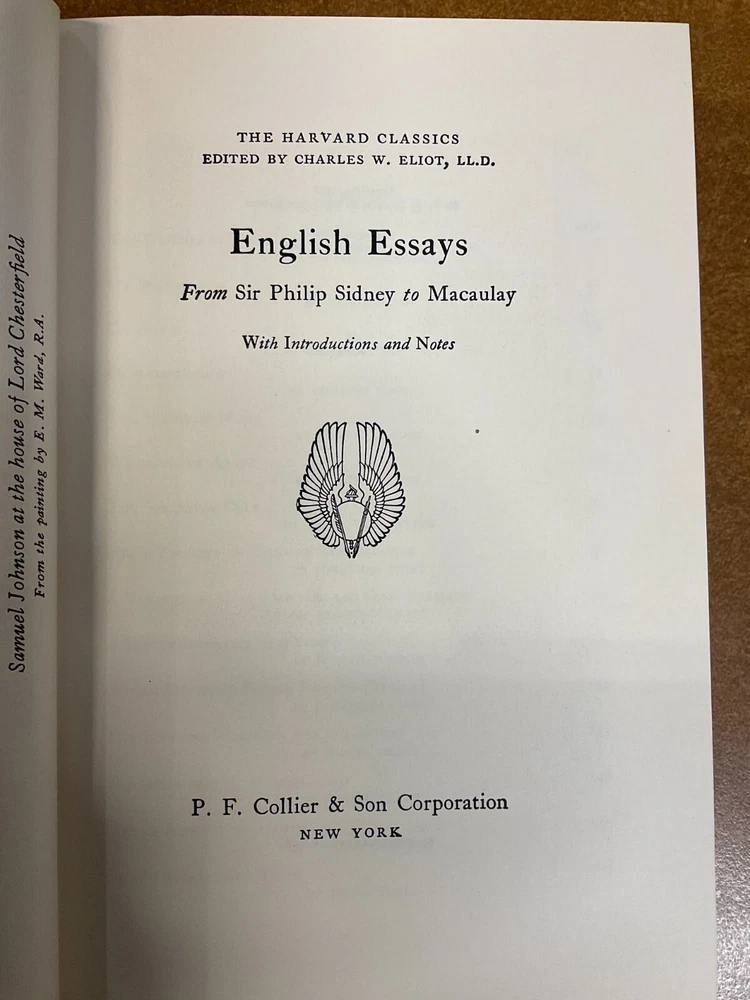 Samuel Johnson at the house of Lord Chesterfield
From the painting by E. M. Ward, R.A.
THE HARVARD CLASSICS
EDITED BY CHARLES W. ELIOT, LL.D.
English Essays
From Sir Philip Sidney to Macaulay
With Introductions and Notes
P. F. Collier & Son Corporation
NEW YORK